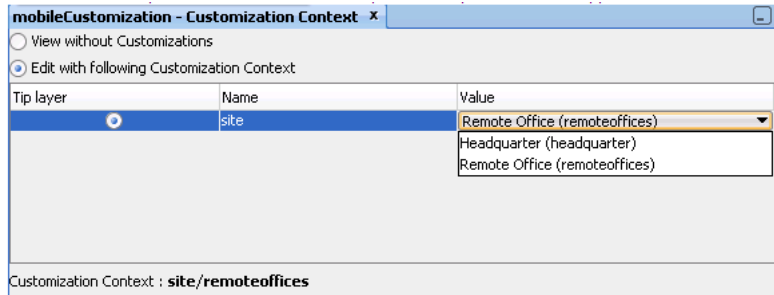 mobileCustomization - Customization Context x
View without Customizations
Edit with following Customization Context
Tip layer Name Value
site Remote Office (remoteoffices)
Headquarter (headquarter)
Remote Office (remoteoffices)
Customization Context : site/remoteoffices